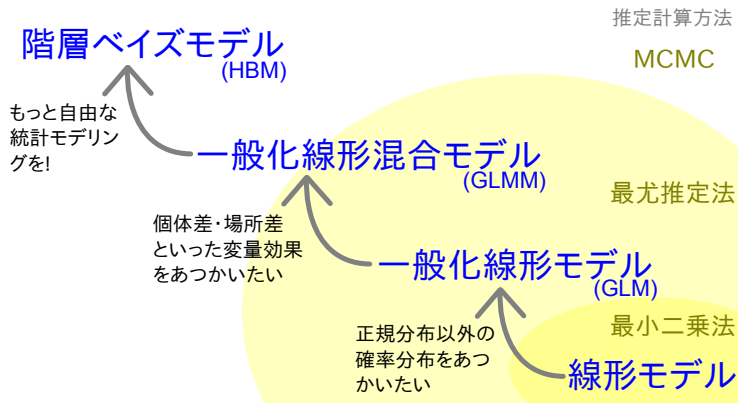 推定計算方法
階層ベイズモデル
(HBM)
MCMC
もっと自由な
統計モデリン
グを!
一般化線形混合モデル
(GLMM)
最尤推定法
個体差・場所差
といった変量効果
をあつかいたい
一般化線形モデル
(GLM)
最小二乗法
正規分布以外の
確率分布をあつ
かいたい
線形モデル